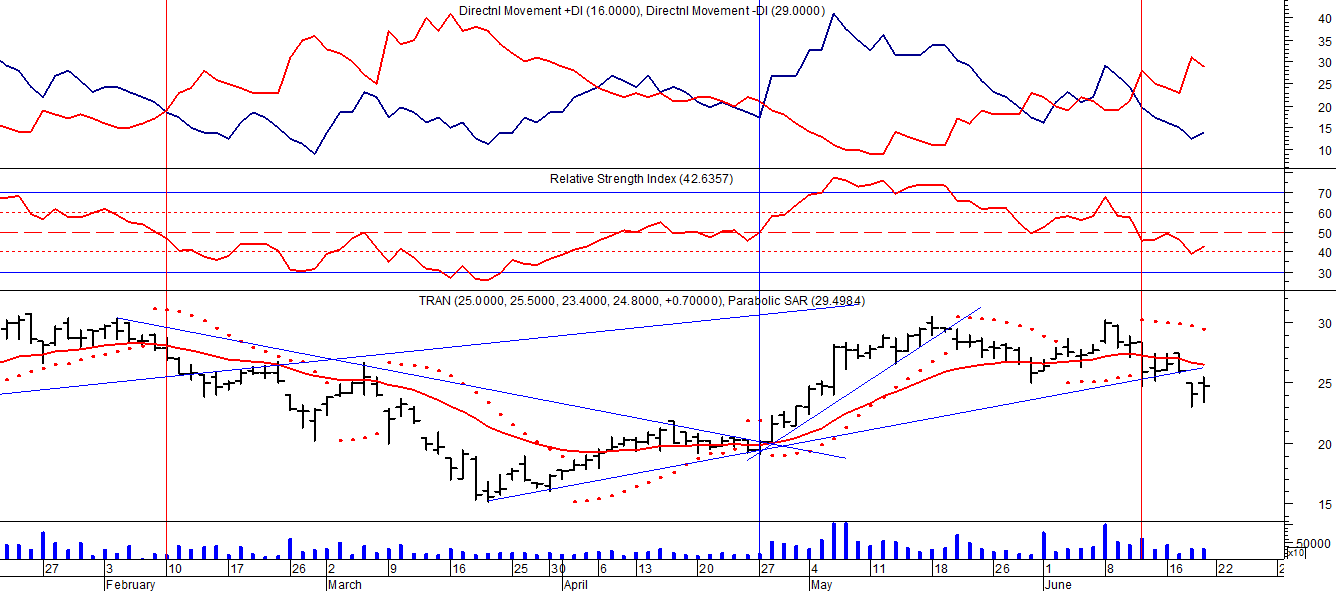 Directnl Movement +DI (16.0000), Directnl Movement -DI (29.0000)
40
35
30
25
20
15
10
Relative Strength Index (42.6357)
70
60
50
40
30
TRAN (25.0000, 25.5000, 23.4000, 24.8000, +0.70000), Parabolic SAR (29.4984)
30
25
20
15
50000
x10
27 3 10 17 26 2 9 16 25 30 6 13 20 27 4 11 18 26 1 8 16 22 2
February March April May June